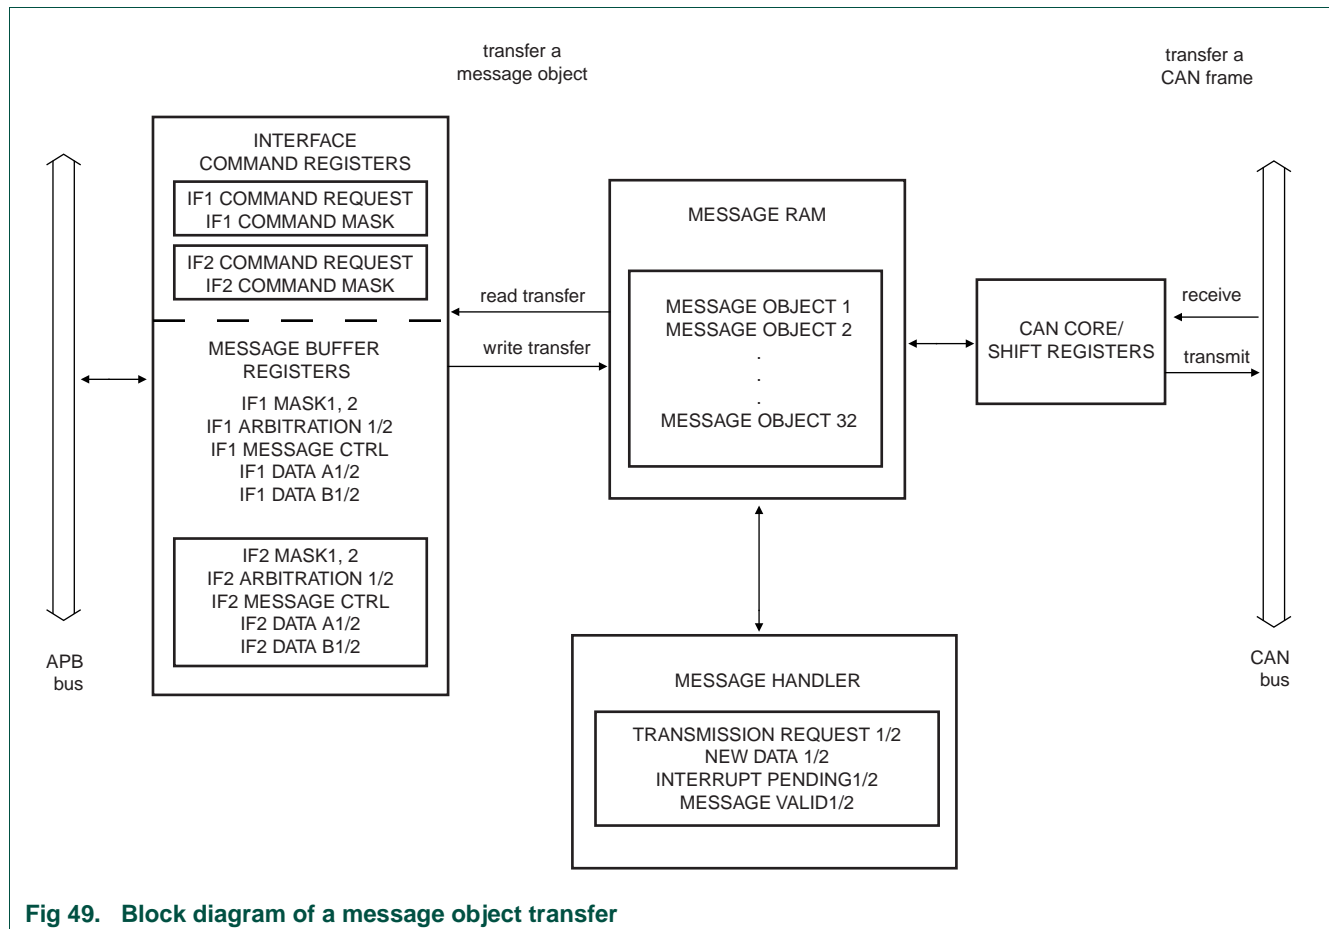 transfer a
message object
transfer a
CAN frame
INTERFACE
COMMAND REGISTERS
IF1 COMMAND REQUEST
IF1 COMMAND MASK
IF2 COMMAND REQUEST
IF2 COMMAND MASK
MESSAGE BUFFER
REGISTERS
IF1 MASK1, 2
IF1 ARBITRATION 1/2
IF1 MESSAGE CTRL
IF1 DATA A1/2
IF1 DATA B1/2
IF2 MASK1, 2
IF2 ARBITRATION 1/2
IF2 MESSAGE CTRL
IF2 DATA A1/2
IF2 DATA B1/2
APB
bus
read transfer
write transfer
MESSAGE RAM
MESSAGE OBJECT 1
MESSAGE OBJECT 2
.
.
.
MESSAGE OBJECT 32
CAN CORE/
SHIFT REGISTERS
receive
transmit
CAN
bus
MESSAGE HANDLER
TRANSMISSION REQUEST 1/2
NEW DATA 1/2
INTERRUPT PENDING1/2
MESSAGE VALID1/2
Fig 49. Block diagram of a message object transfer